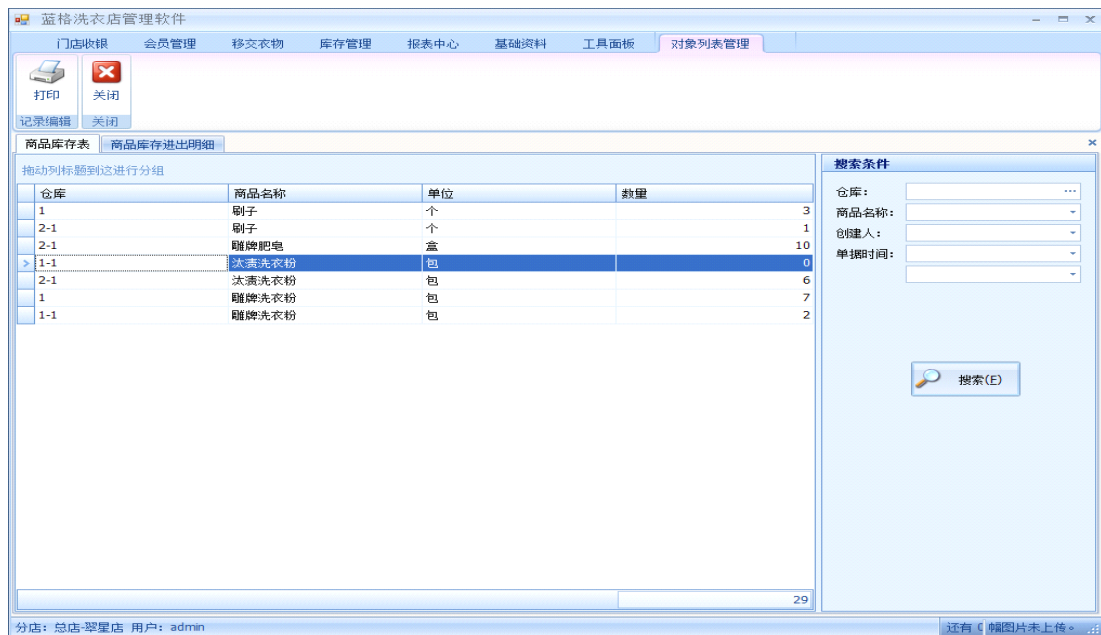 蓝格洗衣店管理软件
门店收银 会员管理 移交衣物 库存管理 报表中心 基础资料 工具面板 对象列表管理
打印 关闭
记录编辑 关闭
商品库存表 商品库存进出明细
拖动列标题到这进行分组
仓库 商品名称 单位 数量
1 刷子 个 3
2-1 刷子 个 1
2-1 雕牌肥皂 盒 10
1-1 汰渍洗衣粉 包 0
2-1 汰渍洗衣粉 包 6
1 雕牌洗衣粉 包 7
1-1 雕牌洗衣粉 包 2
29
搜索条件
仓库：
商品名称：
创建人：
单据时间：
搜索(F)
分店：总店-翠星店 用户：admin
还有 0 幅图片未上传。